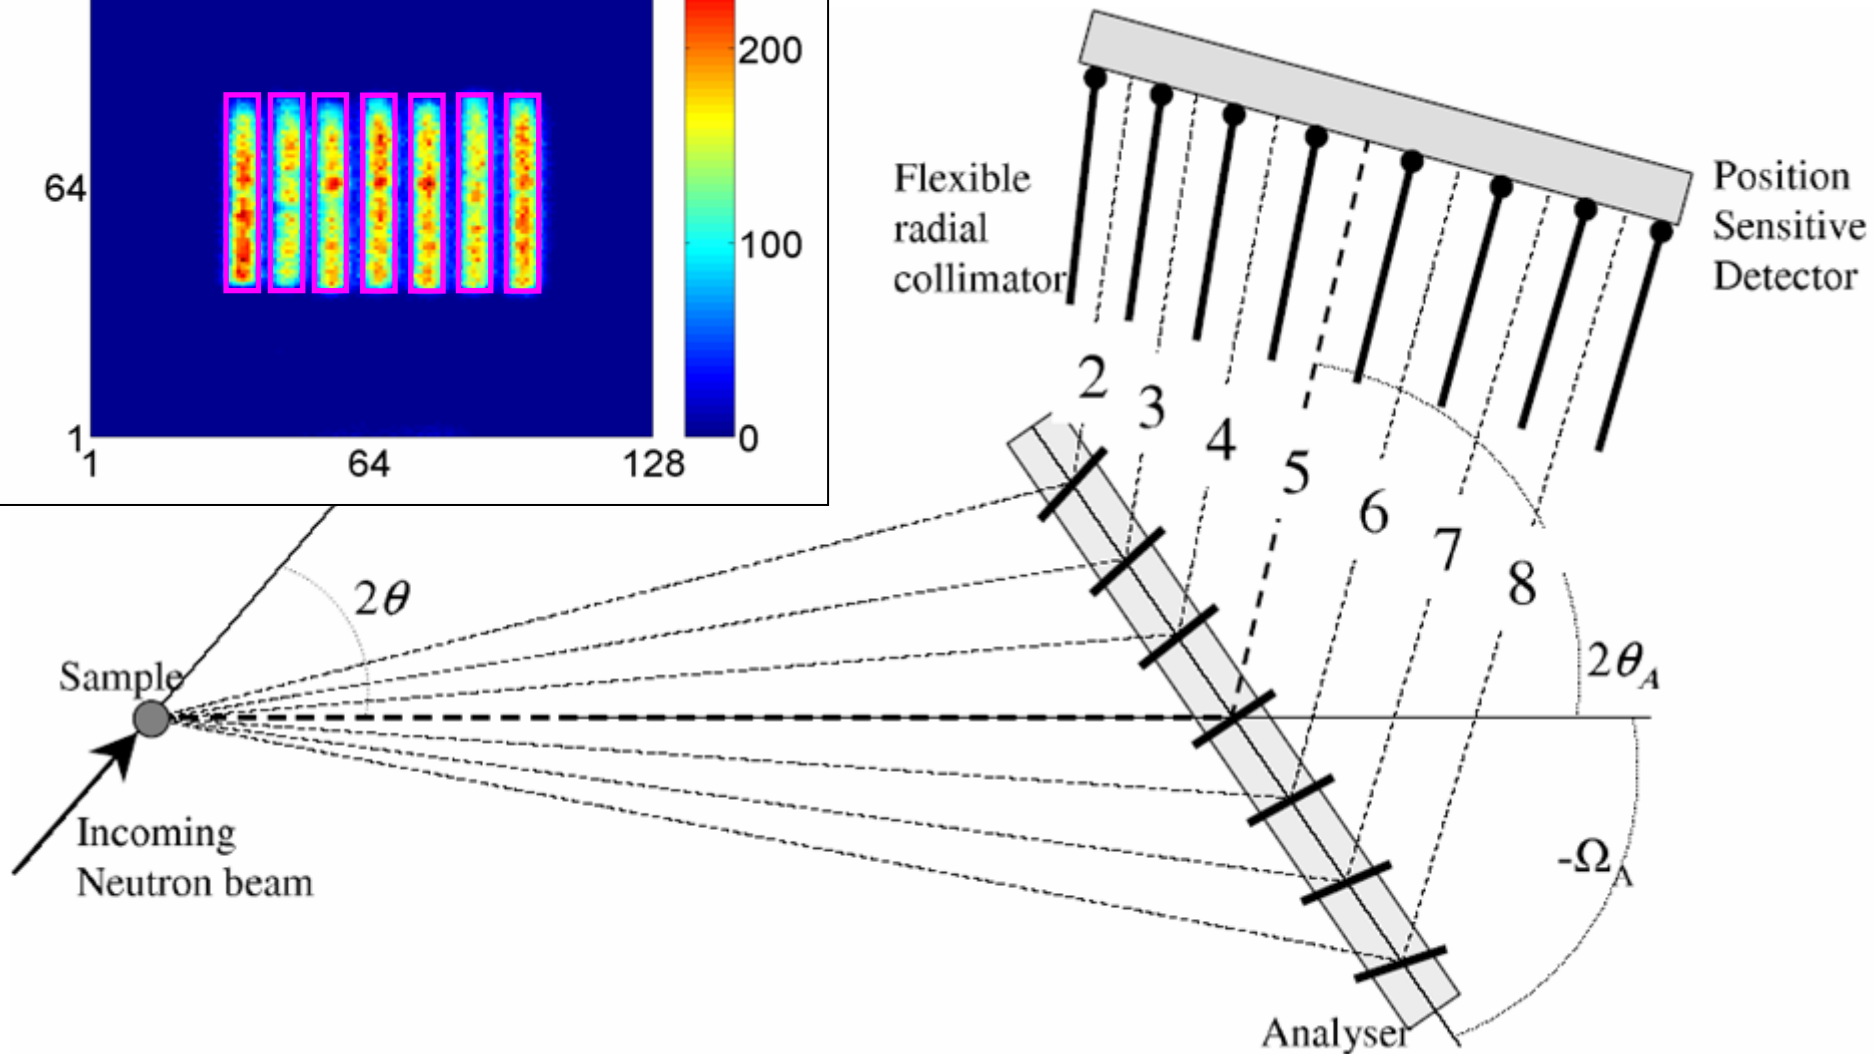 200
100
0
64
1
1
64
128
Flexible
radial
collimator
Position
Sensitive
Detector
2
3
4
5
6
7
8
2θ
2θA
-ΩA
Sample
Incoming
Neutron beam
Analyser